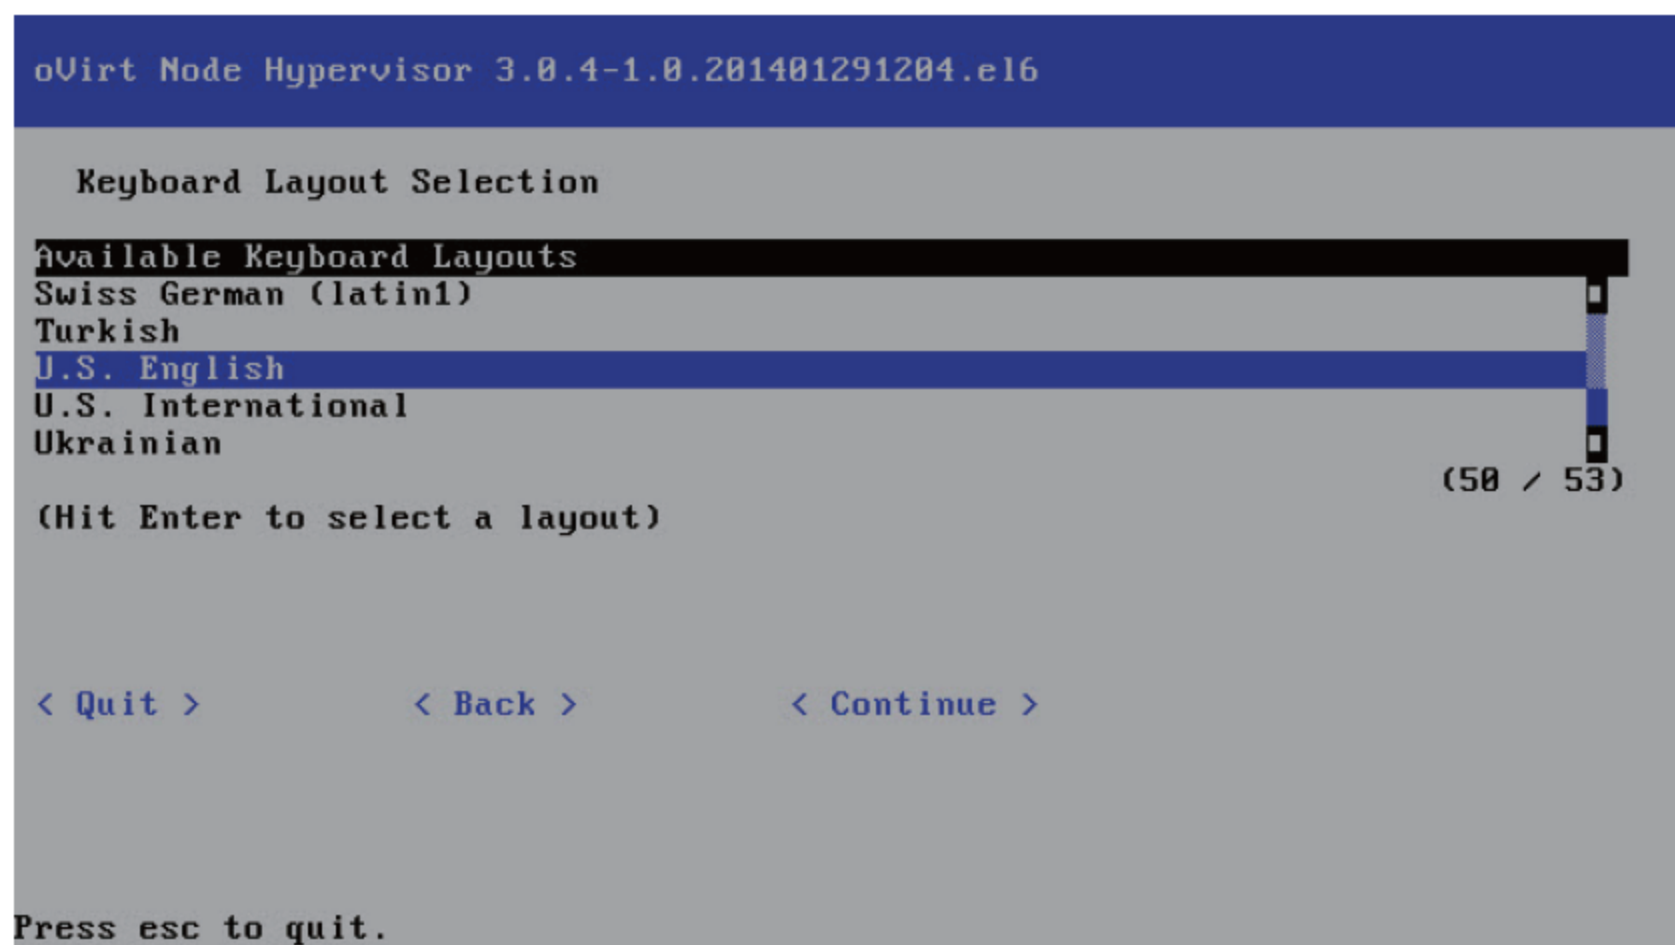 oVirt Node Hypervisor 3.0.4-1.0.201401291204.el6
Keyboard Layout Selection
Available Keyboard Layouts
Swiss German (latin1)
Turkish
U.S. English
U.S. International
Ukrainian
(50 / 53)
(Hit Enter to select a layout)
< Quit > < Back > < Continue >
Press esc to quit.